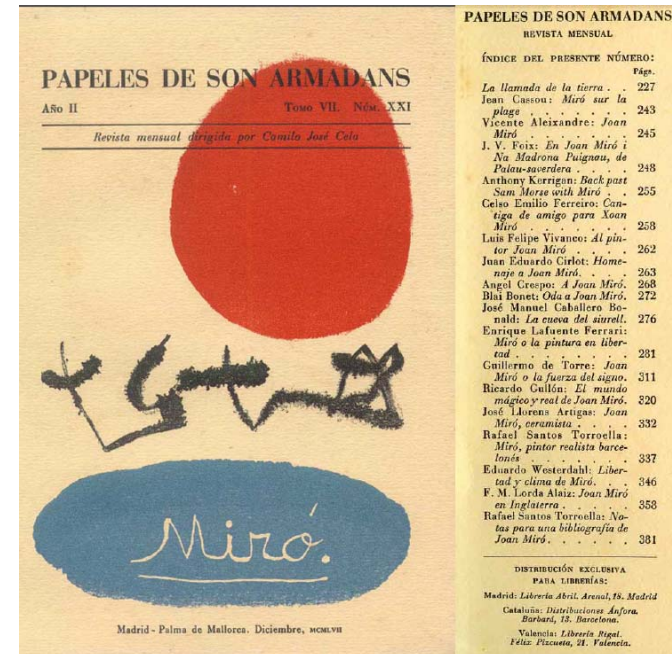 PAPELES DE SON ARMADANS
Año II Tomo VII. Núm. XXI
Revista mensual dirigida por Camilo José Cela
Miró.
Madrid - Palma de Mallorca. Diciembre, MCMLVII
PAPELES DE SON ARMADANS
REVISTA MENSUAL
ÍNDICE DEL PRESENTE NÚMERO:
Págs.
La llamada de la tierra . . 227
Jean Cassou: Miró sur la
plage . . . . . . . 243
Vicente Aleixandre: Joan
Miró . . . . . . . 245
J. V. Foix: En Joan Miró i
Na Madrona Puignau, de
Palau-saverdera . . . . 248
Anthony Kerrigan: Back past
Sam Morse with Miró . . 255
Celso Emilio Ferreiro: Can-
tiga de amigo para Xoan
Miró . . . . . . . 258
Luis Felipe Vivanco: Al pin-
tor Joan Miró . . . . 262
Juan Eduardo Cirlot: Home-
naje a Joan Miró. . . . 263
Angel Crespo: A Joan Miró. 268
Blai Bonet: Oda a Joan Miró. 272
José Manuel Caballero Bo-
nald: La cueva del siurell. 276
Enrique Lafuente Ferrari:
Miró o la pintura en liber-
tad . . . . . . . . 281
Guillermo de Torre: Joan
Miró o la fuerza del signo. 311
Ricardo Gullón: El mundo
mágico y real de Joan Miró. 320
José Llorens Artigas: Joan
Miró, ceramista . . . . 332
Rafael Santos Torroella:
Miró, pintor realista barce-
lonés . . . . . . . 337
Eduardo Westerdahl: Liber-
tad y clima de Miró. . . 346
F. M. Lorda Alaiz: Joan Miró
en Inglaterra . . . . . 358
Rafael Santos Torroella: No-
tas para una bibliografía de
Joan Miró. . . . . . 381
DISTRIBUCIÓN EXCLUSIVA
PARA LIBRERÍAS:
Madrid: Librería Abril. Arenal, 18. Madrid
Cataluña: Distribuciones Ánfora.
Barbará, 13. Barcelona.
Valencia: Librería Rigal.
Félix Pizcueta, 21. Valencia.